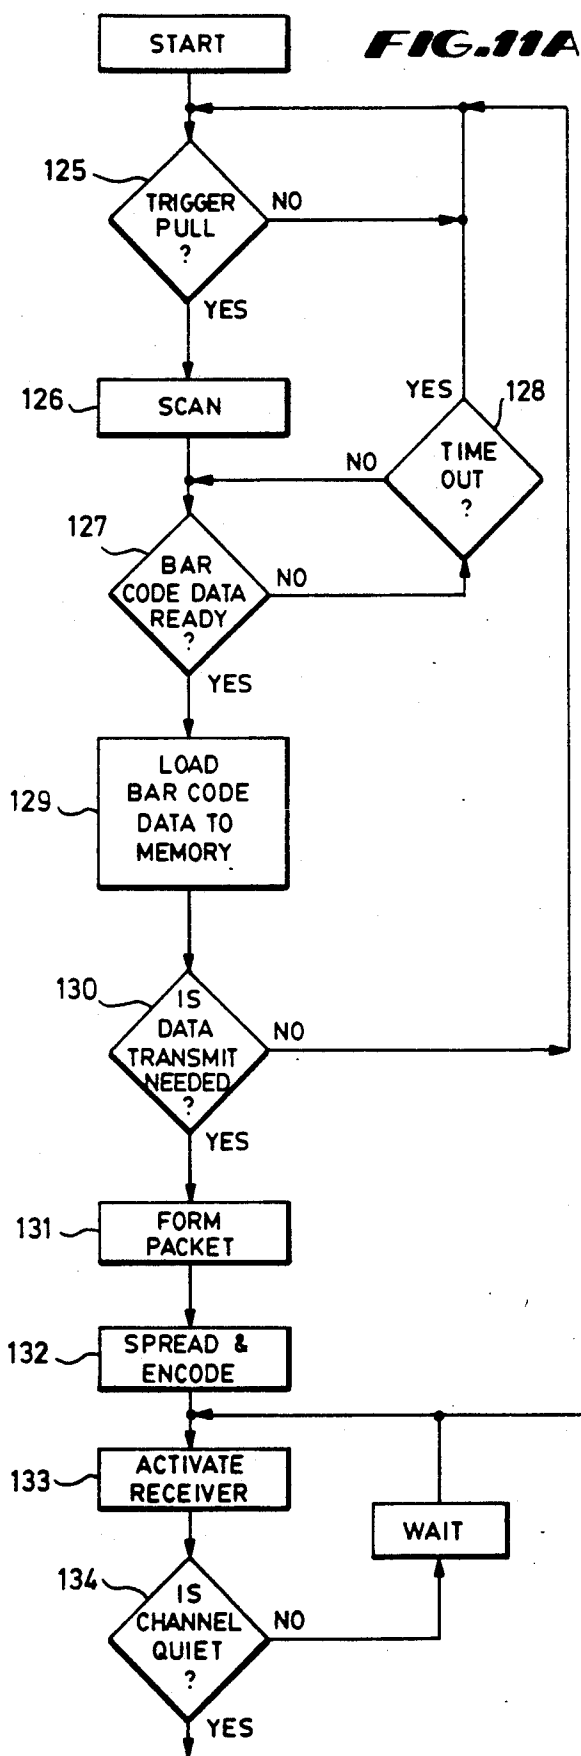 START
FIG.11A
125
TRIGGER
PULL
?
NO
YES
126
SCAN
YES
128
TIME
OUT
?
NO
127
BAR
CODE DATA
READY
?
NO
YES
129
LOAD
BAR CODE
DATA TO
MEMORY
130
IS
DATA
TRANSMIT
NEEDED
?
NO
YES
131
FORM
PACKET
132
SPREAD &
ENCODE
133
ACTIVATE
RECEIVER
WAIT
134
IS
CHANNEL
QUIET
?
NO
YES